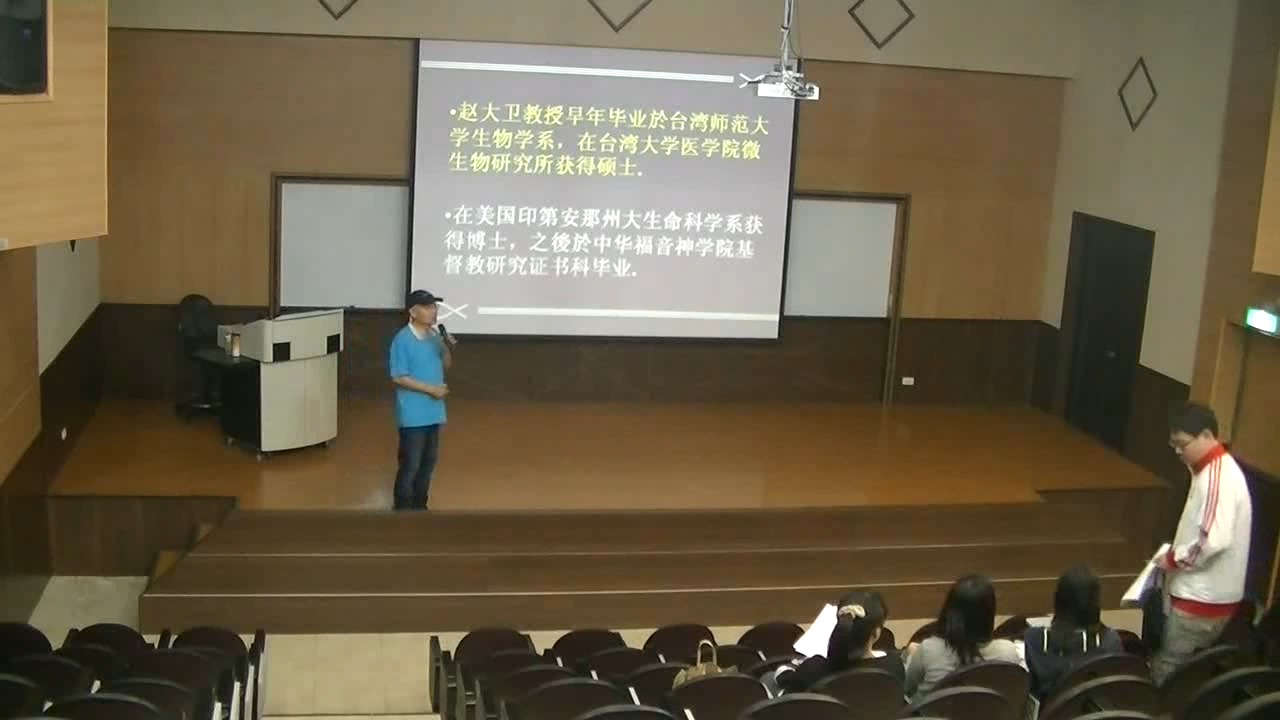 •赵大卫教授早年毕业於台湾师范大
学生物学系，在台湾大学医学院微
生物研究所获得硕士.
•在美国印第安那州大生命科学系获
得博士，之後於中华福音神学院基
督教研究证书科毕业.